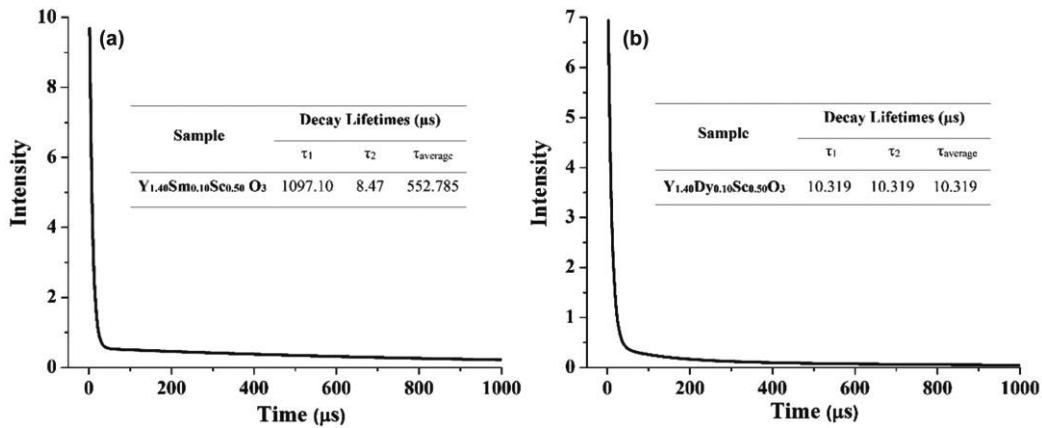 (a)
10
8
6
4
2
0
Intensity
Decay Lifetimes (μs)
Sample
τ1 τ2 τaverage
Y1.40Sm0.10Sc0.50 O3 1097.10 8.47 552.785
0 200 400 600 800 1000
Time (μs)
(b)
7
6
5
4
3
2
1
0
Intensity
Decay Lifetimes (μs)
Sample
τ1 τ2 τaverage
Y1.40Dy0.10Sc0.50O3 10.319 10.319 10.319
0 200 400 600 800 1000
Time (μs)